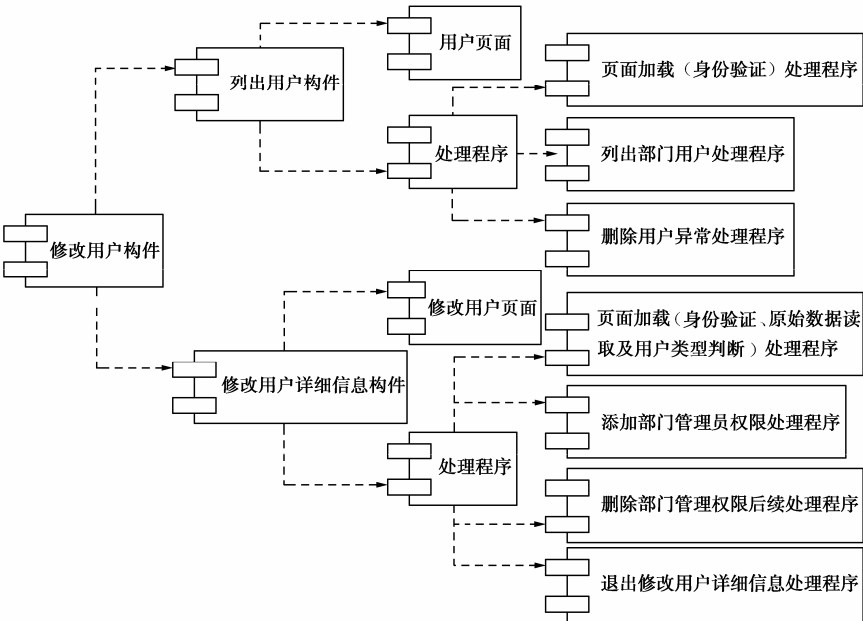 用户页面
列出用户构件
页面加载（身份验证）处理程序
处理程序
列出部门用户处理程序
删除用户异常处理程序
修改用户构件
修改用户页面
页面加载（身份验证、原始数据读
取及用户类型判断）处理程序
修改用户详细信息构件
添加部门管理员权限处理程序
处理程序
删除部门管理权限后续处理程序
退出修改用户详细信息处理程序